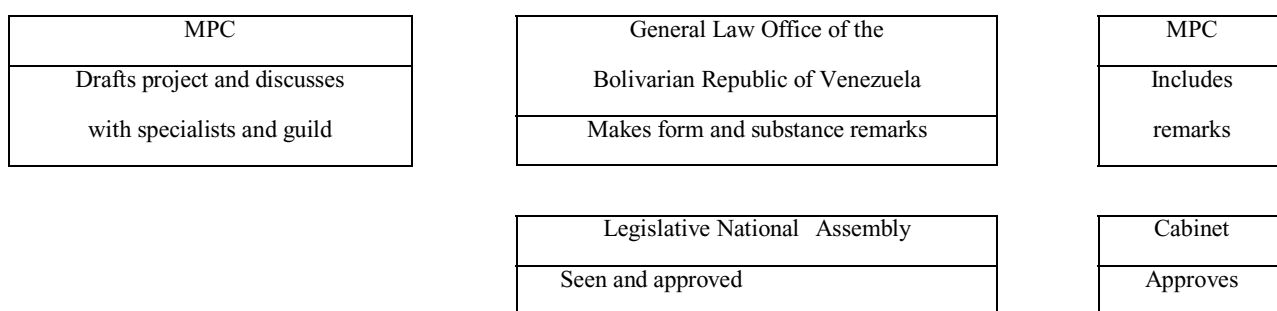 MPC
Drafts project and discusses
with specialists and guild
General Law Office of the
Bolivarian Republic of Venezuela
Makes form and substance remarks
MPC
Includes
remarks
Legislative National Assembly
Seen and approved
Cabinet
Approves